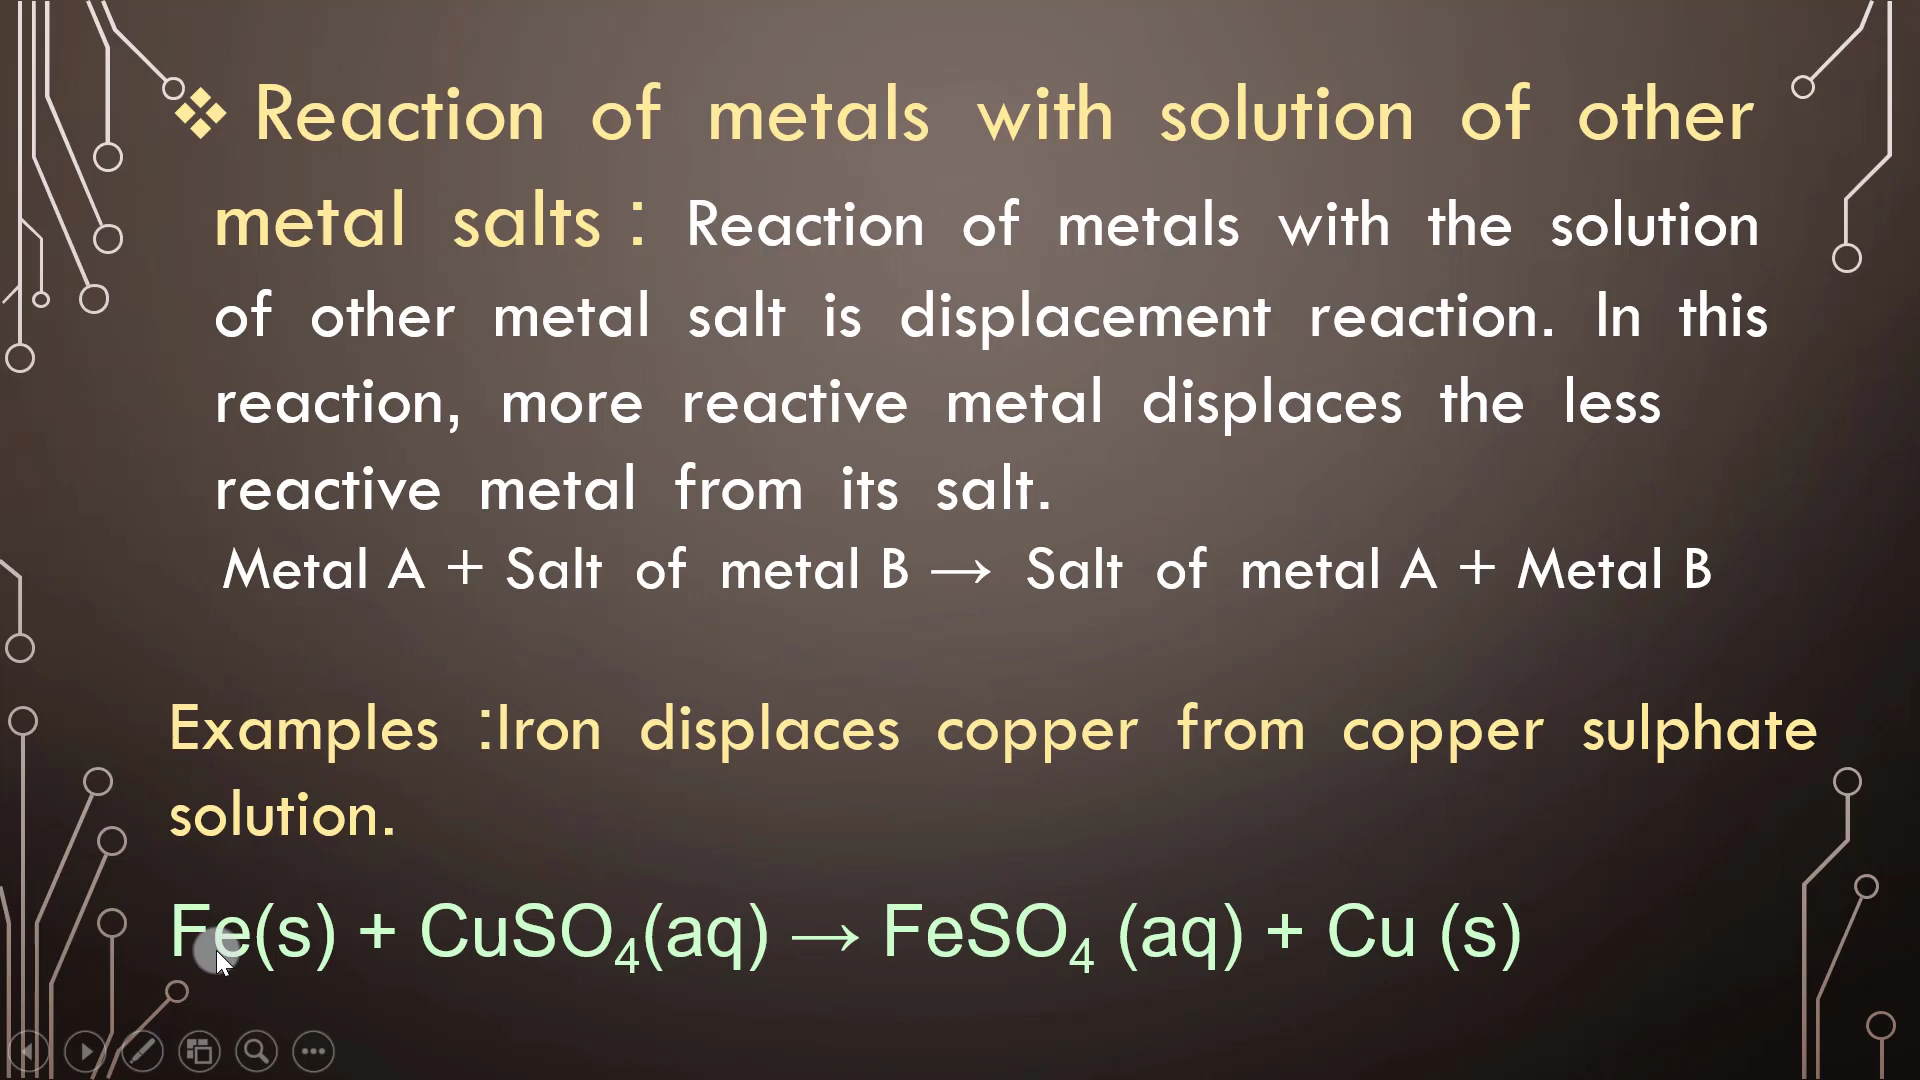 ❖ Reaction of metals with solution of other
metal salts : Reaction of metals with the solution
of other metal salt is displacement reaction. In this
reaction, more reactive metal displaces the less
reactive metal from its salt.
Metal A + Salt of metal B → Salt of metal A + Metal B
Examples :Iron displaces copper from copper sulphate
solution.
Fe(s) + CuSO₄(aq) → FeSO₄ (aq) + Cu (s)